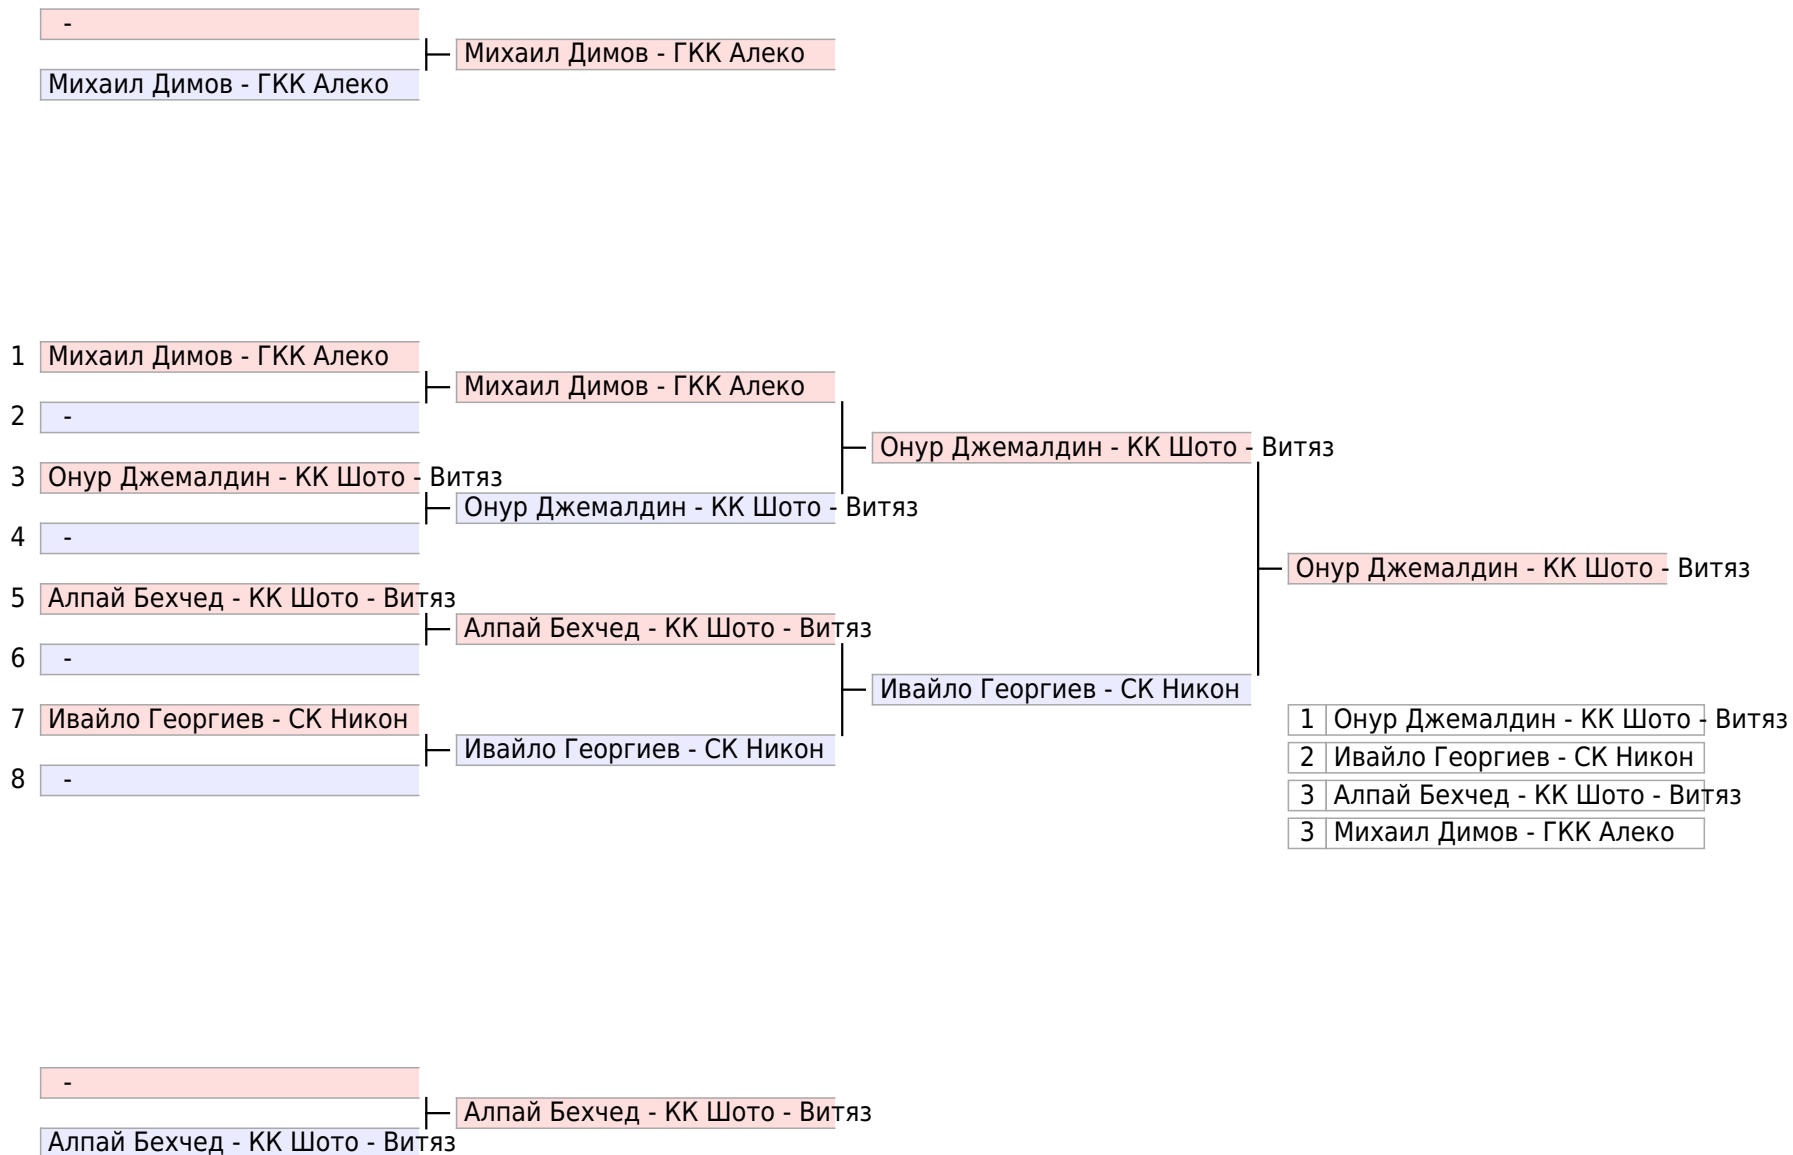 -
Михаил Димов - ГКК Алеко
Михаил Димов - ГКК Алеко
1 Михаил Димов - ГКК Алеко
Михаил Димов - ГКК Алеко
2 -
Онур Джемалдин - КК Шото - Витяз
3 Онур Джемалдин - КК Шото - Витяз
Онур Джемалдин - КК Шото - Витяз
4 -
Онур Джемалдин - КК Шото - Витяз
5 Алпай Бехчед - КК Шото - Витяз
Алпай Бехчед - КК Шото - Витяз
6 -
Ивайло Георгиев - СК Никон
7 Ивайло Георгиев - СК Никон
Ивайло Георгиев - СК Никон
8 -
1 Онур Джемалдин - КК Шото - Витяз
2 Ивайло Георгиев - СК Никон
3 Алпай Бехчед - КК Шото - Витяз
3 Михаил Димов - ГКК Алеко
-
Алпай Бехчед - КК Шото - Витяз
Алпай Бехчед - КК Шото - Витяз